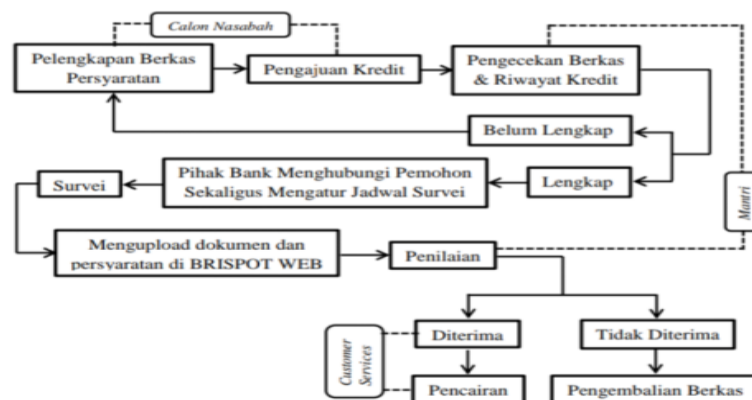 Calon Nasabah
Pelengkapan Berkas
Persyaratan
Pengajuan Kredit
Pengecekan Berkas
& Riwayat Kredit
Belum Lengkap
Pihak Bank Menghubungi Pemohon
Sekaligus Mengatur Jadwal Survei
Survei
Lengkap
Mantri
Mengupload dokumen dan
persyaratan di BRISPOT WEB
Penilaian
Customer
Services
Diterima
Tidak Diterima
Pencairan
Pengembalian Berkas